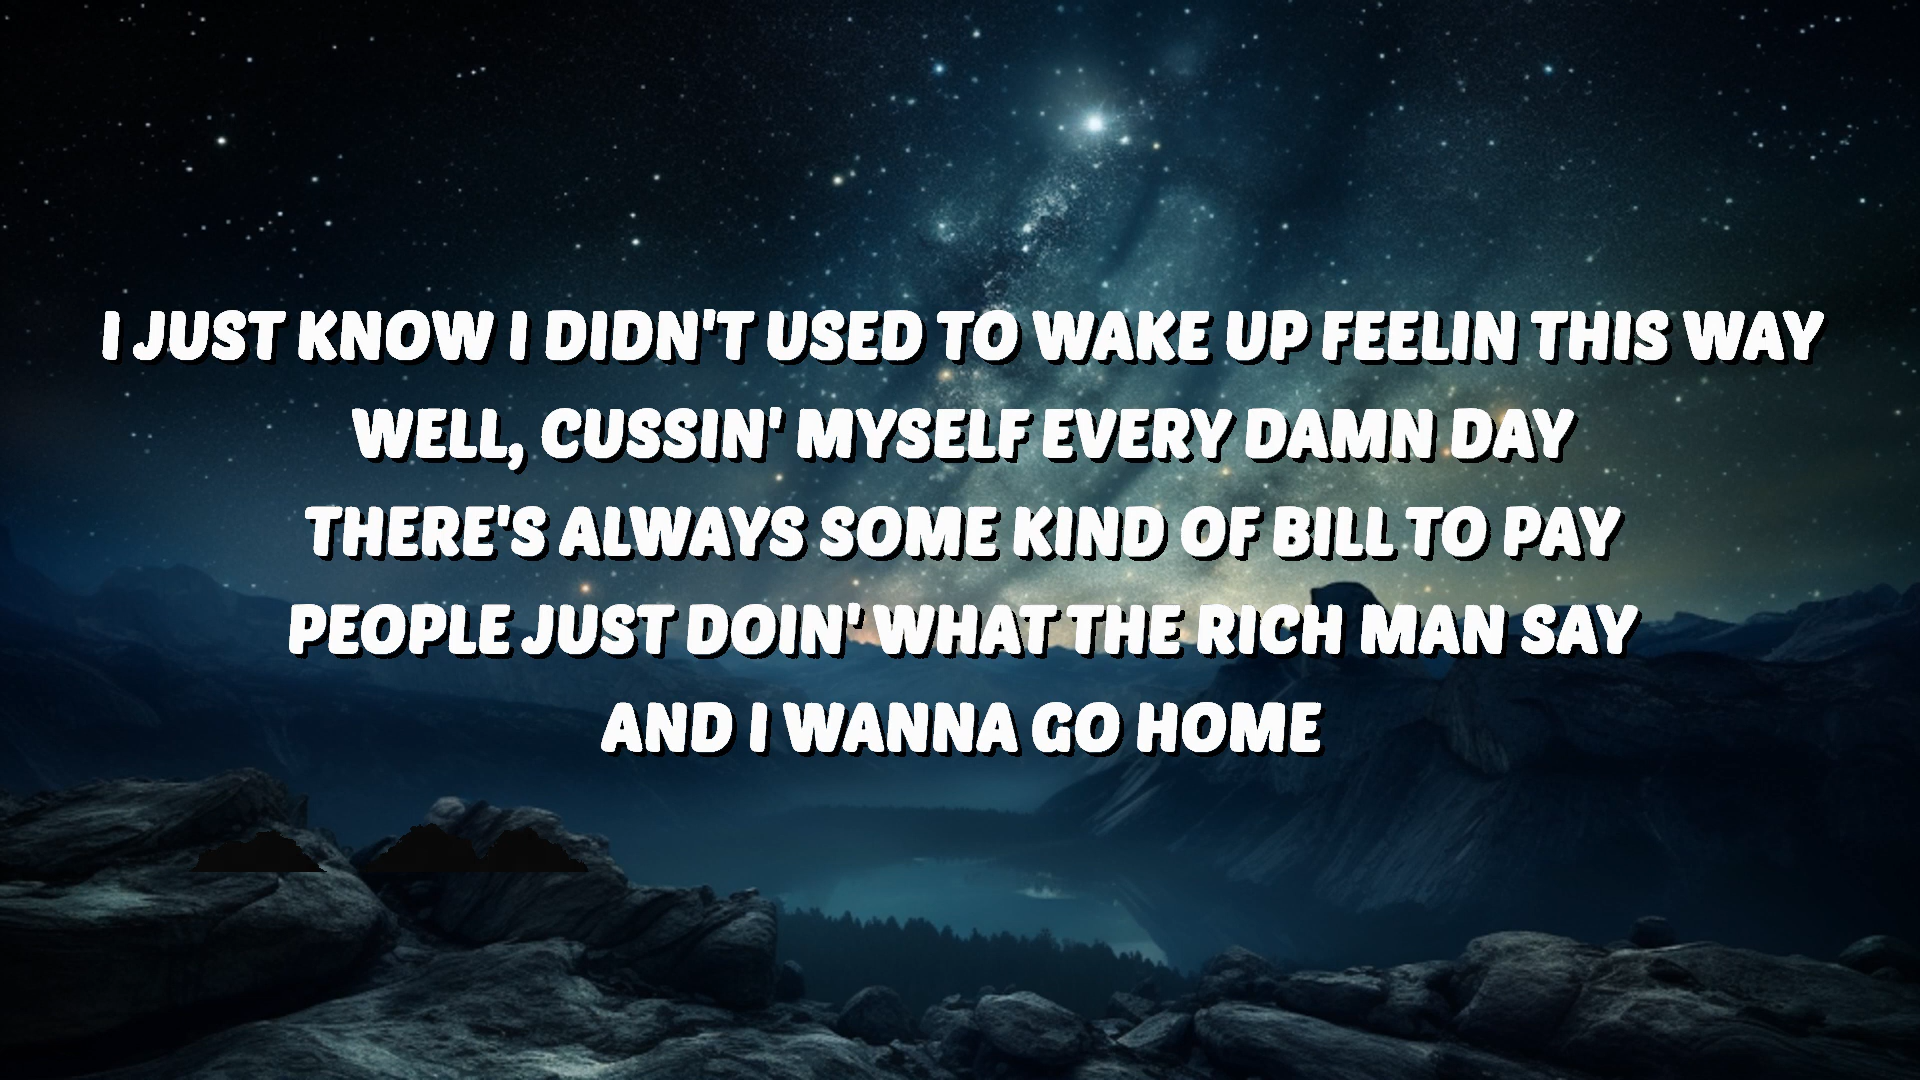 I JUST KNOW I DIDN'T USED TO WAKE UP FEELIN THIS WAY
WELL, CUSSIN' MYSELF EVERY DAMN DAY
THERE'S ALWAYS SOME KIND OF BILL TO PAY
PEOPLE JUST DOIN' WHAT THE RICH MAN SAY
AND I WANNA GO HOME